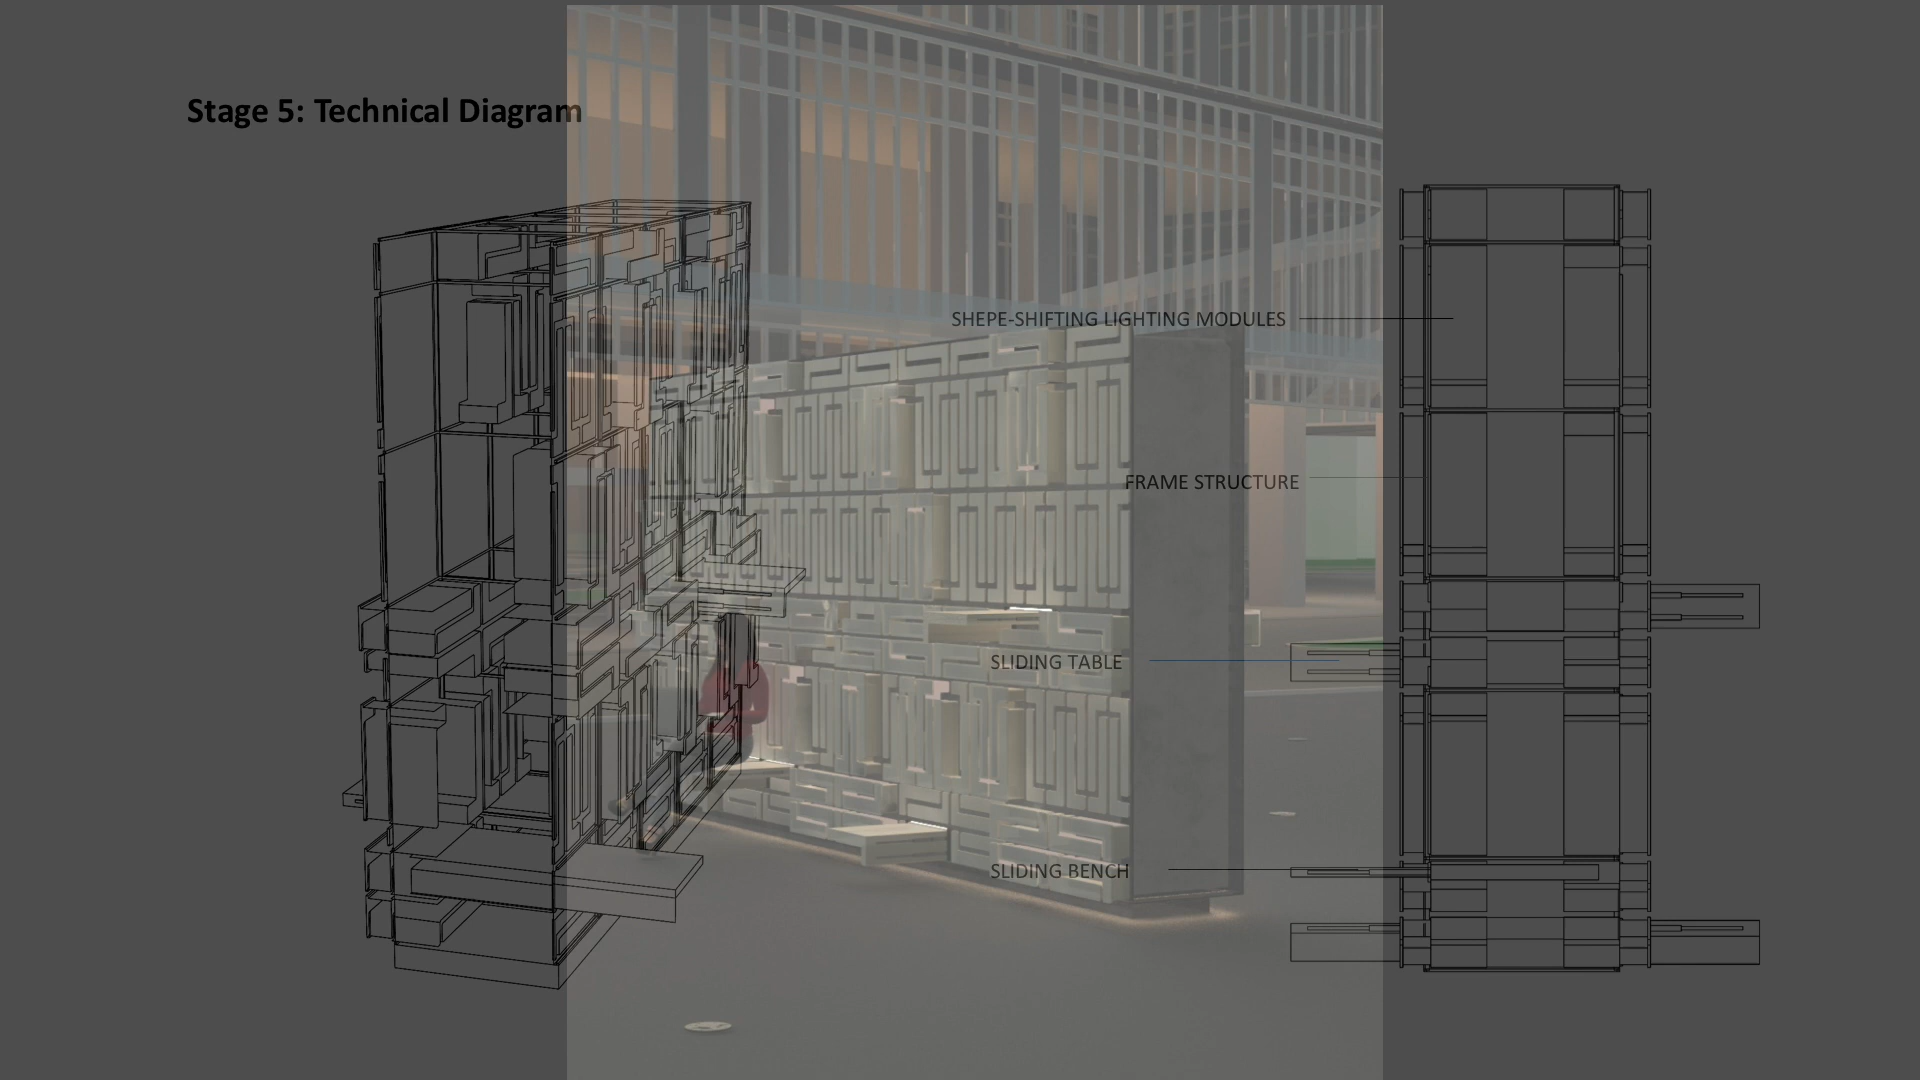 Stage 5: Technical Diagram
SHEPE-SHIFTING LIGHTING MODULES
FRAME STRUCTURE
SLIDING TABLE
SLIDING BENCH